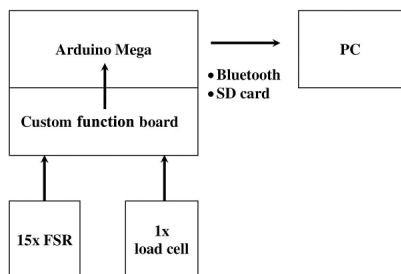 Arduino Mega
PC
• Bluetooth
• SD card
Custom function board
15x FSR
1x
load cell